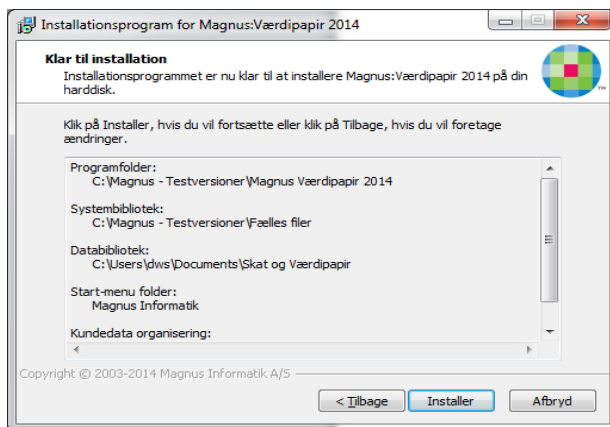 Installationsprogram for Magnus:Værdipapir 2014
Klar til installation
Installationsprogrammet er nu klar til at installere Magnus:Værdipapir 2014 på din
harddisk.
TM
Klik på Installer, hvis du vil fortsætte eller klik på Tilbage, hvis du vil foretage
ændringer.
Programfolder:
C:\Magnus - Testversioner\Magnus Værdipapir 2014
Systembibliotek:
C:\Magnus - Testversioner\Fælles filer
Databibliotek:
C:\Users\dws\Documents\Skat og Værdipapir
Start-menu folder:
Magnus Informatik
Kundedata organisering:
Copyright © 2003-2014 Magnus Informatik A/S
< Tilbage Installer Afbryd